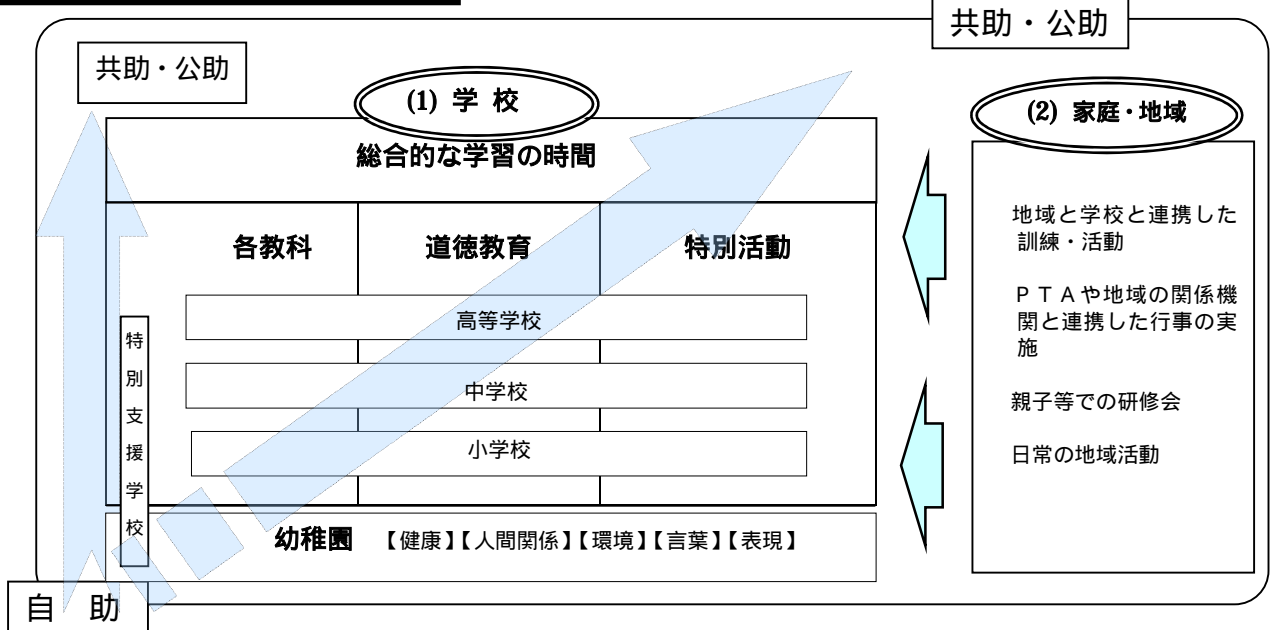 共助・公助
共助・公助
(1) 学 校
総合的な学習の時間
各教科
道徳教育
特別活動
高等学校
中学校
小学校
特別支援学校
幼稚園 【健康】【人間関係】【環境】【言葉】【表現】
自 助
(2) 家庭・地域
地域と学校と連携した
訓練・活動
ＰＴＡや地域の関係機
関と連携した行事の実
施
親子等での研修会
日常の地域活動